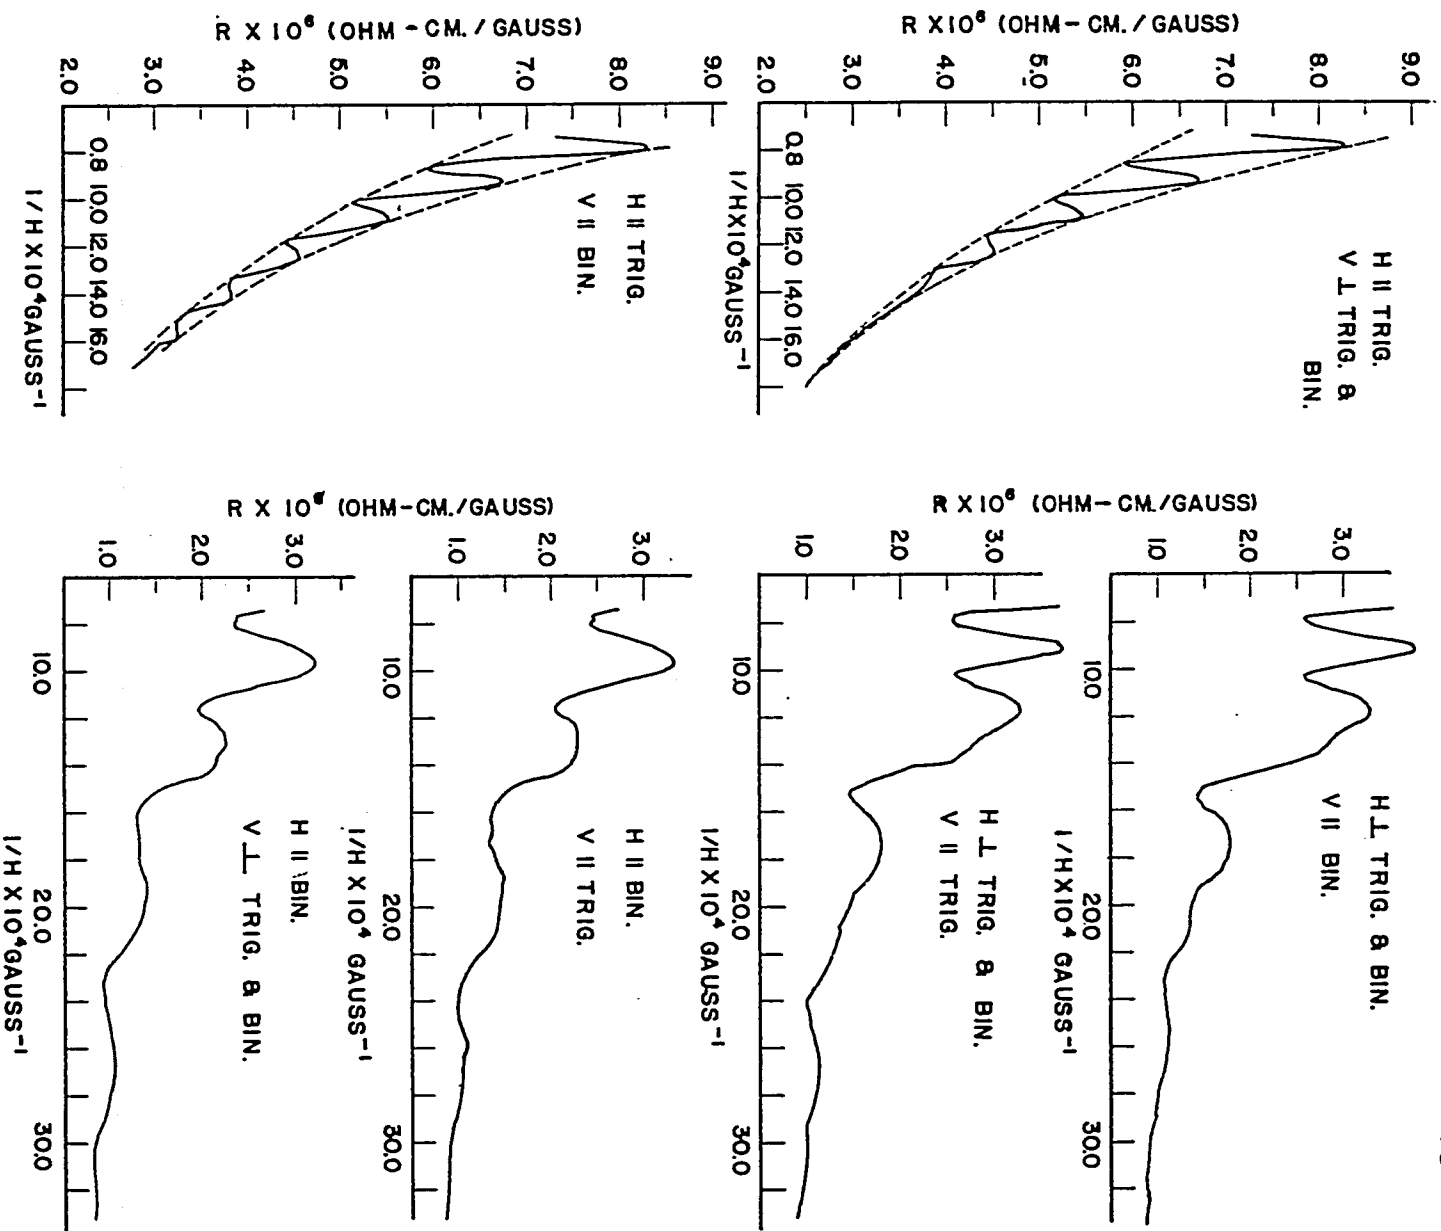 R X 10⁶ (OHM - CM. / GAUSS)
2.0 3.0 4.0 5.0 6.0 7.0 8.0 9.0
0.8 10.0 12.0 14.0 16.0
1/H X 10⁴ GAUSS⁻¹
H || TRIG.
V || BIN.
R X 10⁶ (OHM - CM. / GAUSS)
2.0 3.0 4.0 5.0 6.0 7.0 8.0 9.0
0.8 10.0 12.0 14.0 16.0
1/H X 10⁴ GAUSS⁻¹
H || TRIG.
V ⊥ TRIG. &
BIN.
R X 10⁶ (OHM-CM./GAUSS)
1.0 2.0 3.0
10.0 20.0 30.0
1/H X 10⁴ GAUSS⁻¹
H || BIN.
V ⊥ TRIG. & BIN.
R X 10⁶ (OHM-CM./GAUSS)
1.0 2.0 3.0
10.0 20.0 30.0
1/H X 10⁴ GAUSS⁻¹
H || BIN.
V || TRIG.
R X 10⁶ (OHM-CM./GAUSS)
1.0 2.0 3.0
10.0 20.0 30.0
1/H X 10⁴ GAUSS⁻¹
H ⊥ TRIG. & BIN.
V || TRIG.
1.0 2.0 3.0
10.0 20.0 30.0
1/H X 10⁴ GAUSS⁻¹
H ⊥ TRIG. & BIN.
V || BIN.